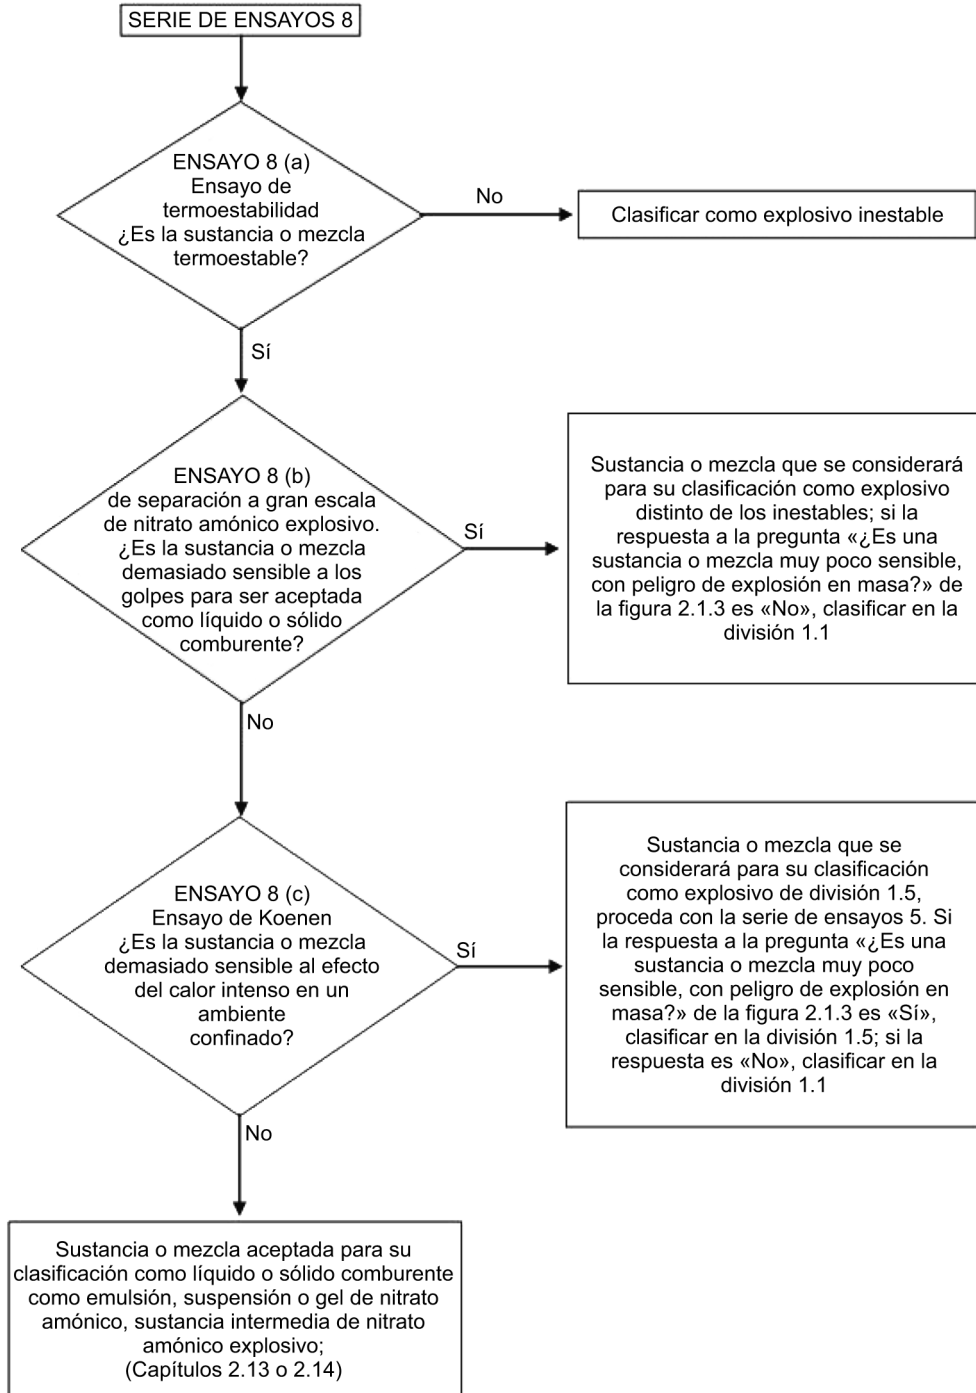 SERIE DE ENSAYOS 8
ENSAYO 8 (a)
Ensayo de
termoestabilidad
¿Es la sustancia o mezcla
termoestable?
No
Clasificar como explosivo inestable
Sí
ENSAYO 8 (b)
de separación a gran escala
de nitrato amónico explosivo.
¿Es la sustancia o mezcla
demasiado sensible a los
golpes para ser aceptada
como líquido o sólido
comburente?
Sí
Sustancia o mezcla que se considerará
para su clasificación como explosivo
distinto de los inestables; si la
respuesta a la pregunta «¿Es una
sustancia o mezcla muy poco sensible,
con peligro de explosión en masa?» de
la figura 2.1.3 es «No», clasificar en la
división 1.1
No
ENSAYO 8 (c)
Ensayo de Koenen
¿Es la sustancia o mezcla
demasiado sensible al efecto
del calor intenso en un
ambiente
confinado?
Sí
Sustancia o mezcla que se
considerará para su clasificación
como explosivo de división 1.5,
proceda con la serie de ensayos 5. Si
la respuesta a la pregunta «¿Es una
sustancia o mezcla muy poco
sensible, con peligro de explosión en
masa?» de la figura 2.1.3 es «Sí»,
clasificar en la división 1.5; si la
respuesta es «No», clasificar en la
división 1.1
No
Sustancia o mezcla aceptada para su
clasificación como líquido o sólido comburente
como emulsión, suspensión o gel de nitrato
amónico, sustancia intermedia de nitrato
amónico explosivo;
(Capítulos 2.13 o 2.14)